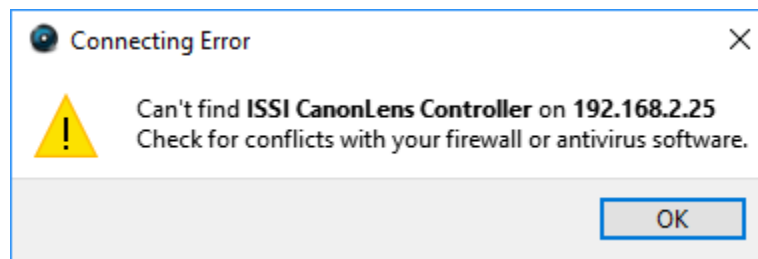 Connecting Error
Can't find ISSI CanonLens Controller on 192.168.2.25
Check for conflicts with your firewall or antivirus software.
OK